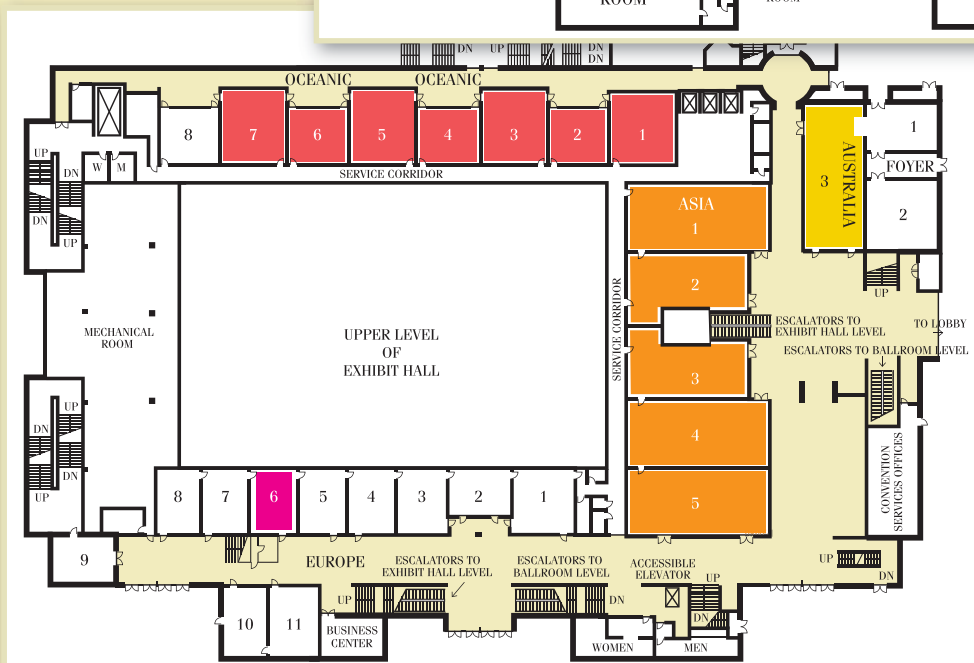 ROOM
ROOM
DN
UP
DN
DN
OCEANIC
OCEANIC
8
7
6
5
4
3
2
1
1
FOYER
2
3
AUSTRALIA
UP
DN
W
M
DN
UP
SERVICE CORRIDOR
ASIA
1
2
3
4
5
SERVICE CORRIDOR
UP
TO LOBBY
ESCALATORS TO
EXHIBIT HALL LEVEL
ESCALATORS TO BALLROOM LEVEL
MECHANICAL
ROOM
UPPER LEVEL
OF
EXHIBIT HALL
UP
DN
DN
UP
CONVENTION
SERVICES OFFICES
8
7
6
5
4
3
2
1
9
EUROPE
ESCALATORS TO
EXHIBIT HALL LEVEL
ESCALATORS TO
BALLROOM LEVEL
ACCESSIBLE
ELEVATOR
UP
UP
DN
UP
DN
DN
10
11
BUSINESS
CENTER
WOMEN
MEN